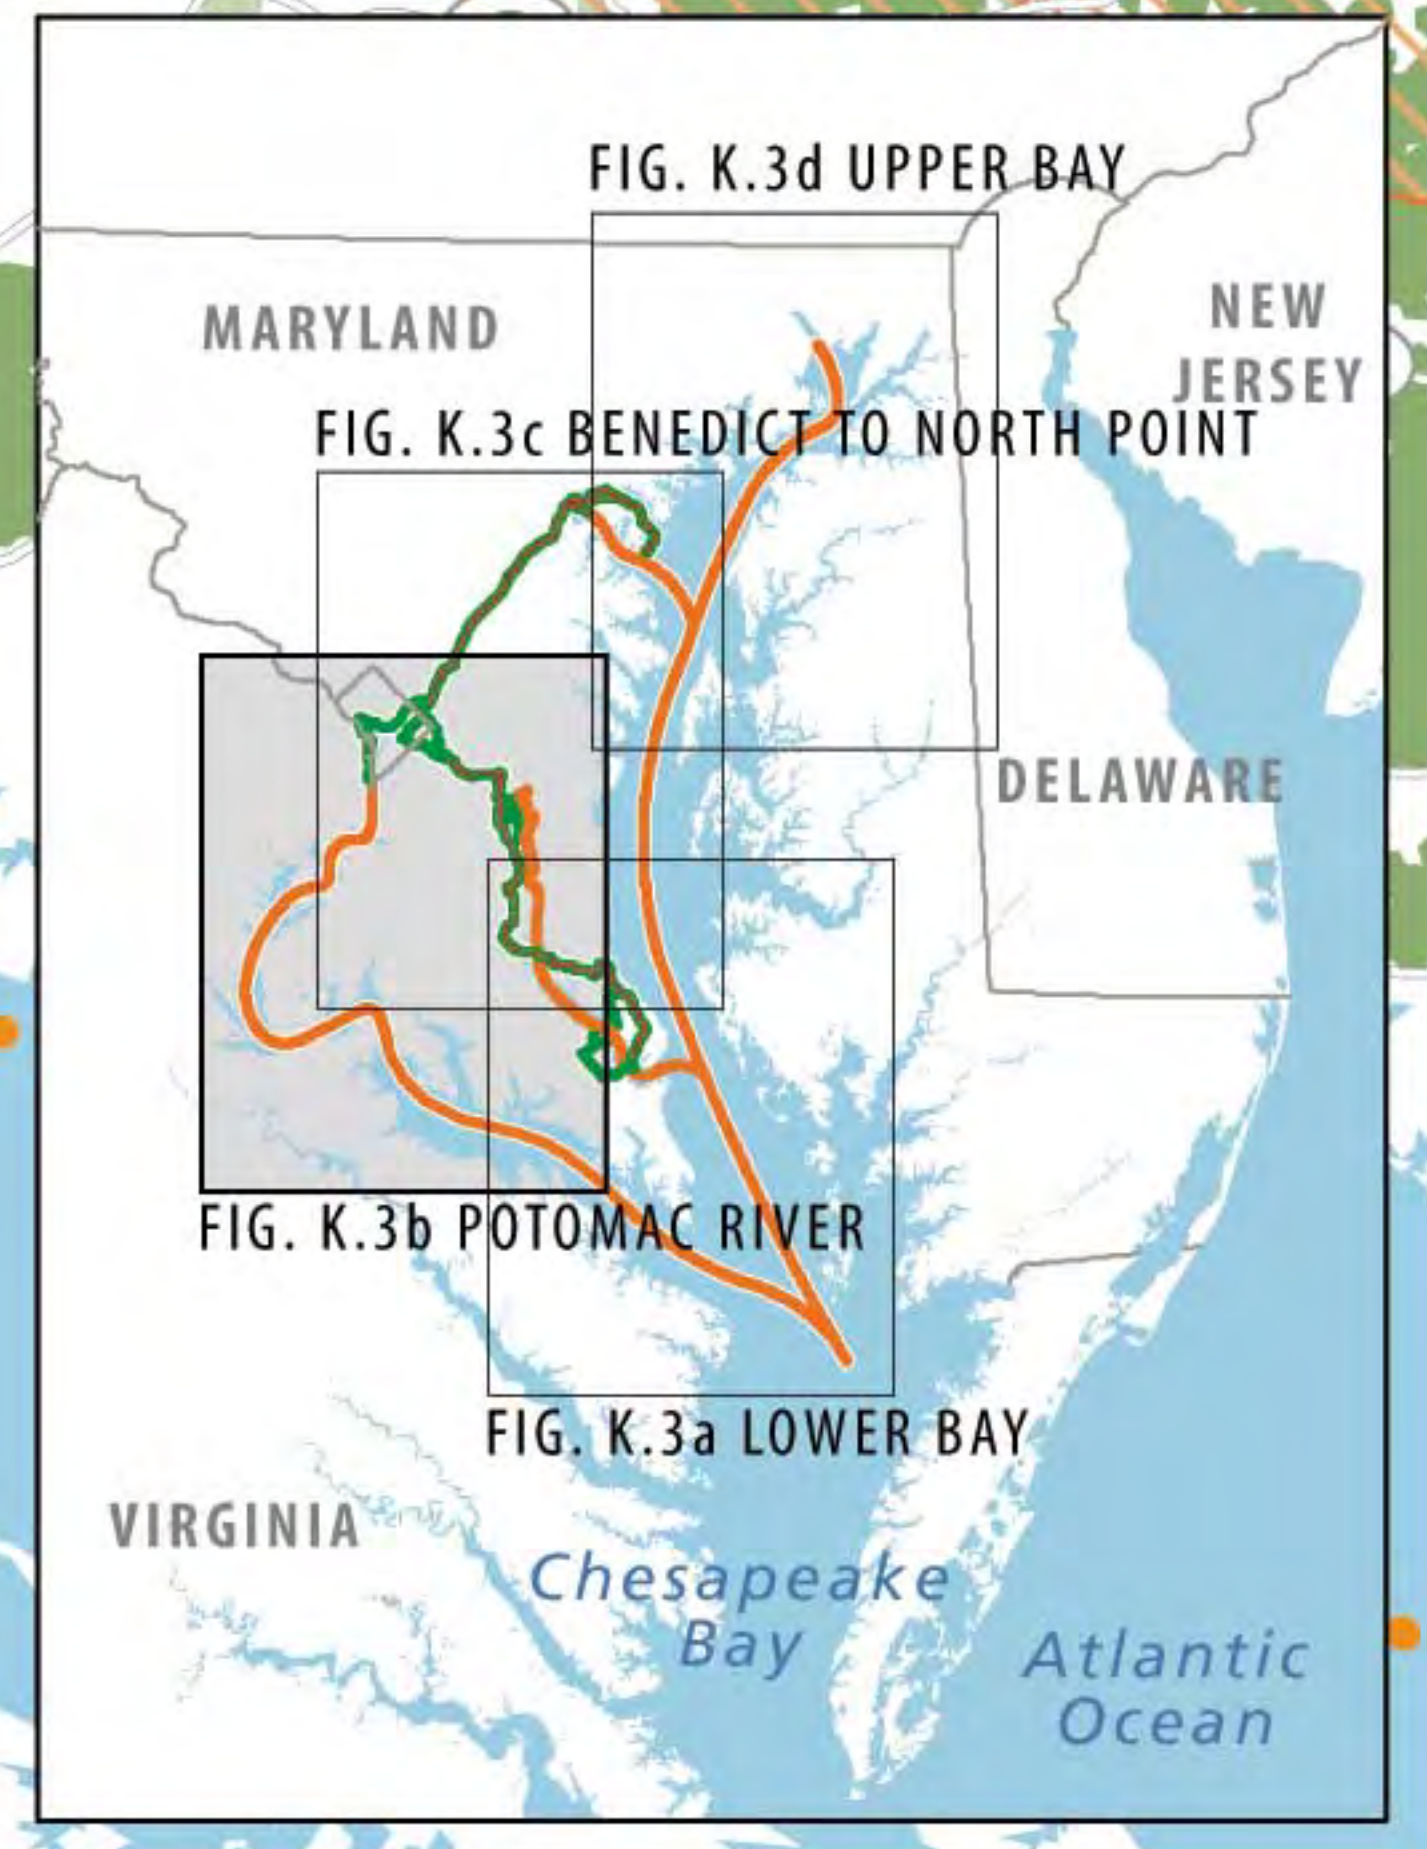 FIG. K.3d UPPER BAY
MARYLAND
NEW
JERSEY
FIG. K.3c BENEDICT TO NORTH POINT
DELAWARE
FIG. K.3b POTOMAC RIVER
FIG. K.3a LOWER BAY
VIRGINIA
Chesapeake
Bay
Atlantic
Ocean